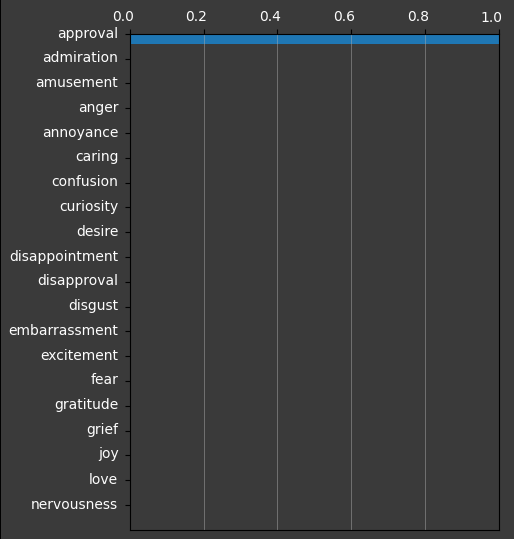 0.0 0.2 0.4 0.6 0.8 1.0
approval
admiration
amusement
anger
annoyance
caring
confusion
curiosity
desire
disappointment
disapproval
disgust
embarrassment
excitement
fear
gratitude
grief
joy
love
nervousness